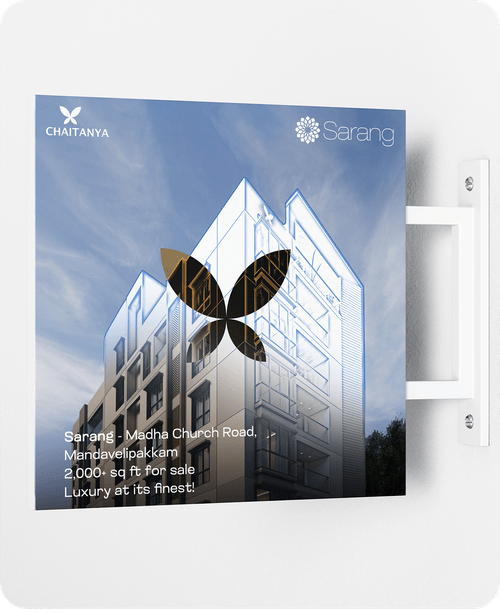 CHAITANYA
Sarang
Sarang - Madha Church Road,
Mandavelipakkam
2,000+ sq ft for sale
Luxury at its finest!